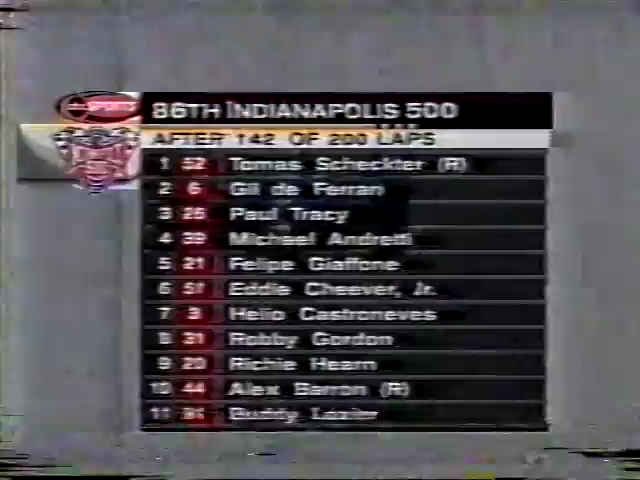 SPORTS
86TH INDIANAPOLIS 500
AFTER 142 OF 200 LAPS
1 52 Tomas Scheckter (R)
2 6 Gil de Ferran
3 26 Paul Tracy
4 39 Michael Andretti
5 21 Felipe Giaffone
6 51 Eddie Cheever, Jr.
7 3 Helio Castroneves
8 31 Robby Gordon
9 20 Richie Hearn
10 44 Alex Barron (R)
11 91 Buddy Lazier